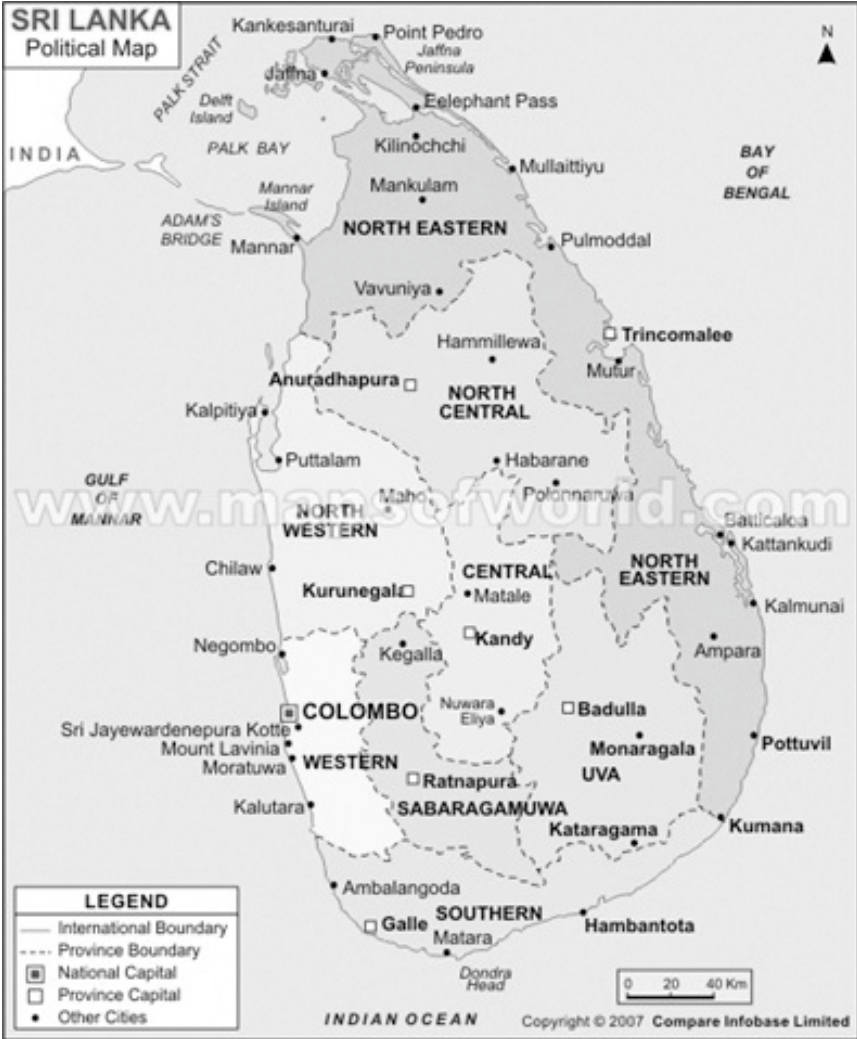 SRI LANKA
Political Map
N
Kankesanturai
Point Pedro
Jaffna
Peninsula
PALK STRAIT
Jaffna
Delft
Island
Eelephant Pass
INDIA
PALK BAY
Kilinochchi
Mullaittiyu
BAY
OF
BENGAL
Mannar
Island
Mankulam
ADAM'S
BRIDGE
NORTH EASTERN
Mannar
Pulmoddal
Vavuniya
Trincomalee
Hammillewa
Mutur
Anuradhapura
NORTH
CENTRAL
Kalpitiya
Puttalam
Habarane
GULF
OF
MANNAR
Polonnaruwa
Maho
www.mapsofworld.com
NORTH
WESTERN
Batticaloa
Kattankudi
NORTH
EASTERN
Chilaw
CENTRAL
Kurunegala
Matale
Kalmunai
Kandy
Ampara
Negombo
Kegalla
Nuwara
Eliya
Badulla
COLOMBO
Sri Jayewardenepura Kotte
Mount Lavinia
Moratuwa
WESTERN
Monaragala
Pottuvil
UVA
Ratnapura
Kalutara
SABARAGAMUWA
Kataragama
Kumana
Ambalangoda
SOUTHERN
Galle
Hambantota
Matara
Dondra
Head
LEGEND
International Boundary
Province Boundary
National Capital
Province Capital
Other Cities
0 20 40 Km
INDIAN OCEAN
Copyright © 2007 Compare Infobase Limited